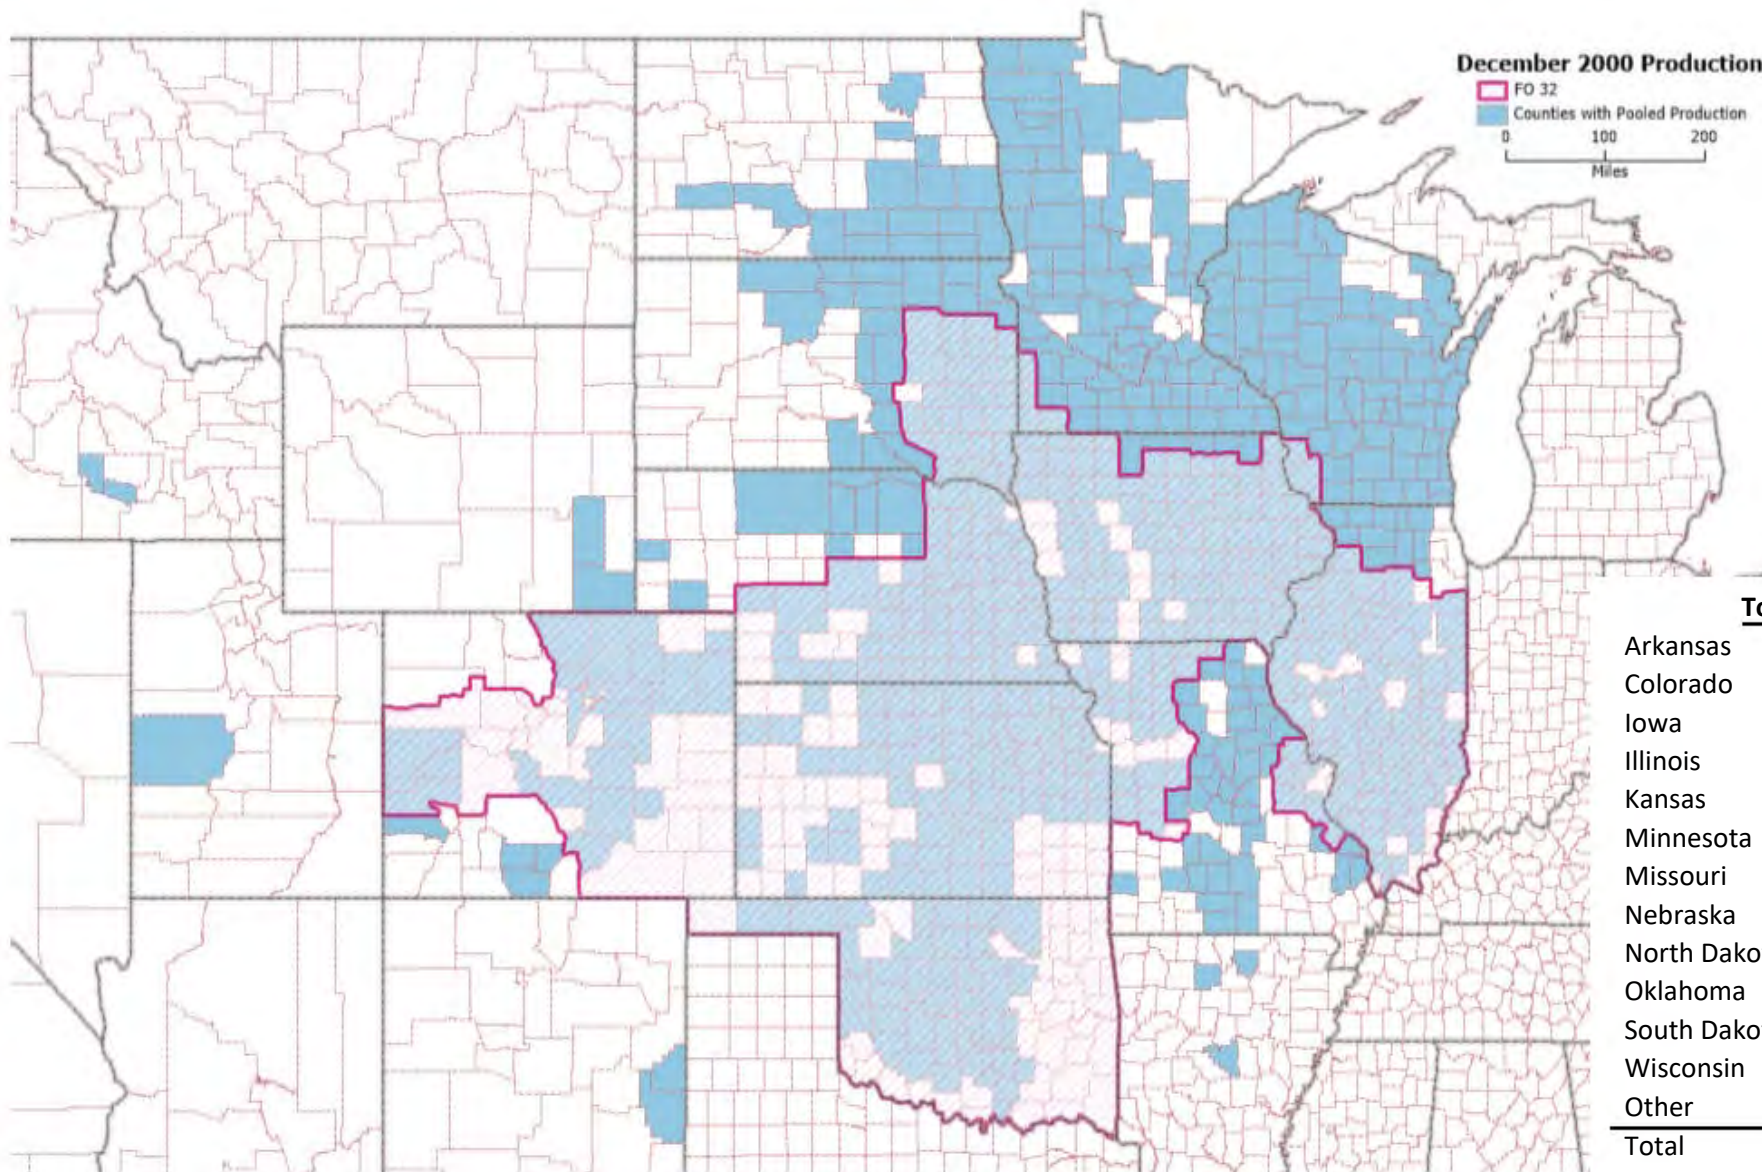 December 2000 Production
FO 32
Counties with Pooled Production
0 100 200
Miles
To
Arkansas
Colorado
Iowa
Illinois
Kansas
Minnesota
Missouri
Nebraska
North Dako
Oklahoma
South Dako
Wisconsin
Other
Total